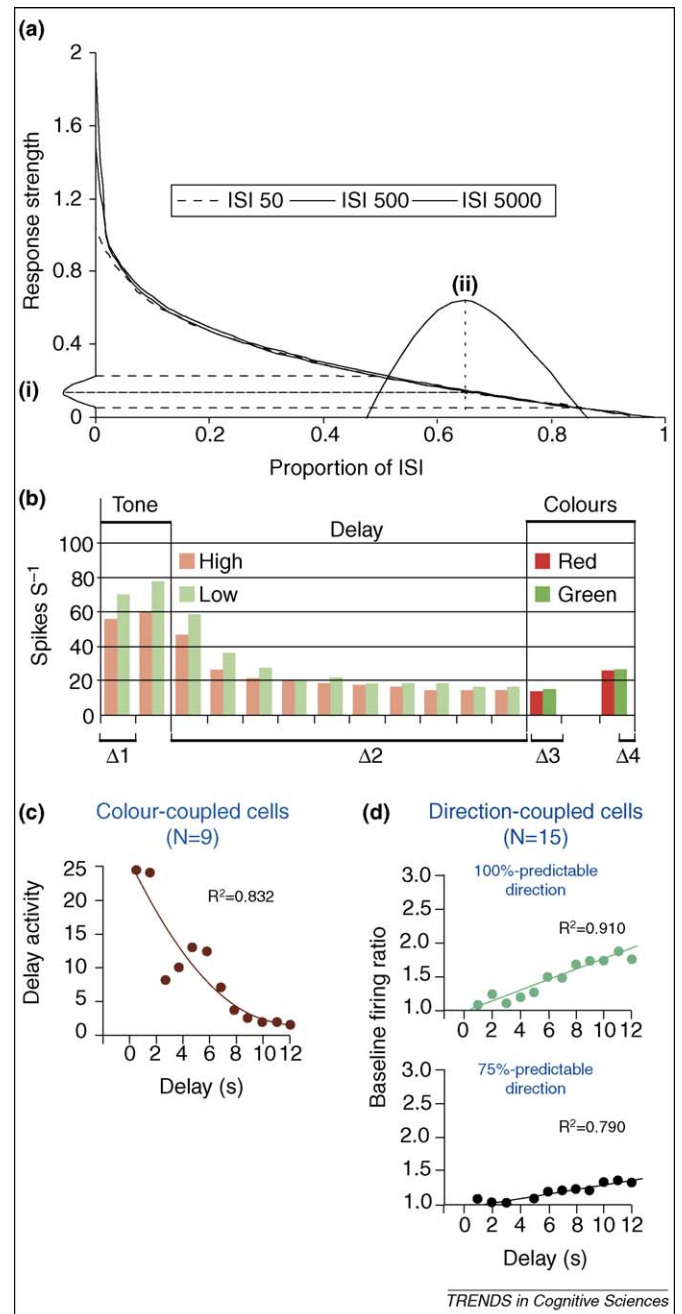 (a)
2
1.6
1.2
0.8
0.4
0
Response strength
ISI 50 ISI 500 ISI 5000
(ii)
(i)
0 0.2 0.4 0.6 0.8 1
Proportion of ISI
(b)
Tone Delay Colours
100
80
60
40
20
0
Spikes S⁻¹
High
Low
Red
Green
Δ1 Δ2 Δ3 Δ4
(c) Colour-coupled cells
(N=9)
25
20
15
10
5
0
Delay activity
R²=0.832
0 2 4 6 8 10 12
Delay (s)
(d) Direction-coupled cells
(N=15)
100%-predictable
direction
3.0
2.5
2.0
1.5
1.0
R²=0.910
0 2 4 6 8 10 12
Baseline firing ratio
75%-predictable
direction
3.0
2.5
2.0
1.5
1.0
R²=0.790
0 2 4 6 8 10 12
Delay (s)
TRENDS in Cognitive Sciences